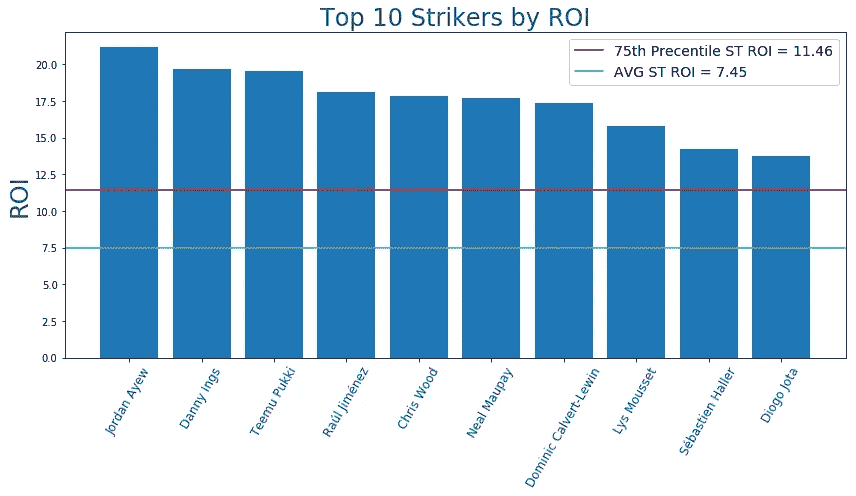 Top 10 Strikers by ROI
75th Precentile ST ROI = 11.46
AVG ST ROI = 7.45
ROI
20.0
17.5
15.0
12.5
10.0
7.5
5.0
2.5
0.0
Jordan Ayew
Danny Ings
Teemu Pukki
Raúl Jiménez
Chris Wood
Neal Maupay
Dominic Calvert-Lewin
Lys Mousset
Sébastien Haller
Diogo Jota